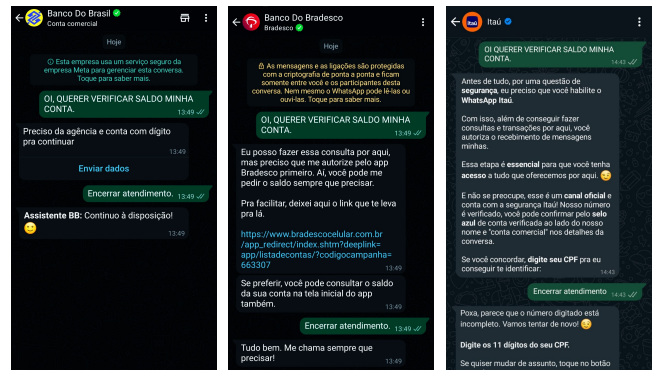 Banco Do Brasil
Conta comercial
Hoje
Esta empresa usa um serviço seguro da
empresa Meta para gerenciar esta conversa.
Toque para saber mais.
OI, QUERER VERIFICAR SALDO MINHA
CONTA.
13:49
Preciso da agência e conta com dígito
pra continuar
13:49
Enviar dados
Encerrar atendimento.
13:49
Assistente BB: Continuo à disposição!
13:49
Banco Do Bradesco
Bradesco
Hoje
As mensagens e as ligações são protegidas
com a criptografia de ponta a ponta e ficam
somente entre você e os participantes desta
conversa. Nem mesmo o WhatsApp pode lê-las ou
ouvi-las. Toque para saber mais.
OI, QUERER VERIFICAR SALDO MINHA
CONTA.
13:49
Eu posso fazer essa consulta por aqui,
mas preciso que me autorize pelo app
Bradesco primeiro. Aí, você pode me
pedir o saldo sempre que precisar.
Pra facilitar, deixei aqui o link que te leva
pra lá.
https://www.bradescocelular.com.br
/app_redirect/index.shtm?deeplink=
app/listadecontas/?codigocampanha=
663307
13:49
Se preferir, você pode consultar o saldo
da sua conta na tela inicial do app
também.
13:49
Encerrar atendimento.
13:49
Tudo bem. Me chama sempre que
precisar!
13:49
Itaú
OI QUERER VERIFICAR SALDO MINHA
CONTA.
14:43
Antes de tudo, por uma questão de
segurança, eu preciso que você habilite o
WhatsApp Itaú.
Com isso, além de conseguir fazer
consultas e transações por aqui, você
autoriza o recebimento de mensagens
minhas.
Essa etapa é essencial para que você tenha
acesso a tudo que oferecemos por aqui.
E não se preocupe, esse é um canal oficial e
conta com a segurança Itaú! Nosso número
é verificado, você pode confirmar pelo selo
azul de conta verificada ao lado do nosso
nome e "conta comercial" nos detalhes da
conversa.
Se você concordar, digite seu CPF pra eu
conseguir te identificar:
14:43
Encerrar atendimento
14:43
Poxa, parece que o número digitado está
incompleto. Vamos tentar de novo!
Digite os 11 dígitos do seu CPF.
Se quiser mudar de assunto, toque no botão